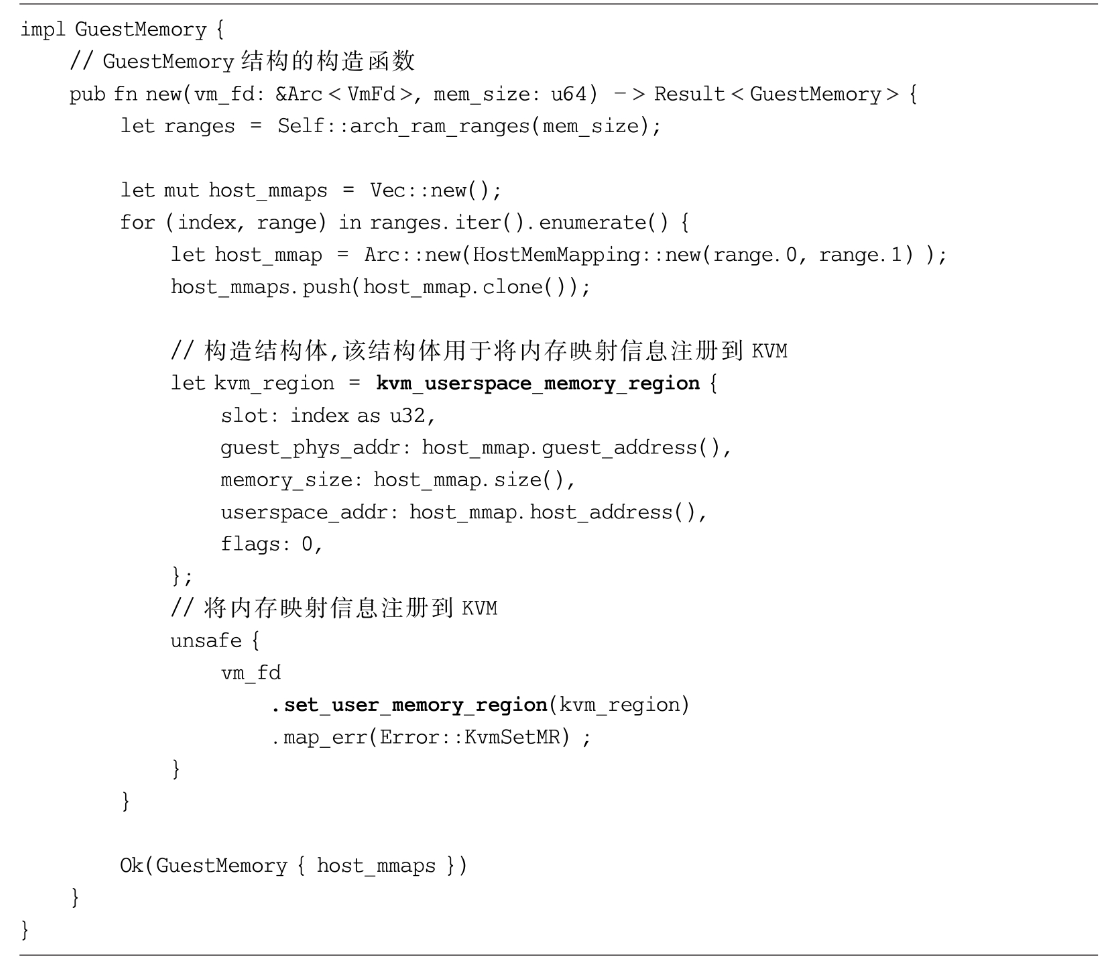 impl GuestMemory {
    // GuestMemory 结构的构造函数
    pub fn new(vm_fd: &Arc<VmFd>, mem_size: u64) -> Result<GuestMemory> {
        let ranges = Self::arch_ram_ranges(mem_size);

        let mut host_mmaps = Vec::new();
        for (index, range) in ranges.iter().enumerate() {
            let host_mmap = Arc::new(HostMemMapping::new(range.0, range.1) );
            host_mmaps.push(host_mmap.clone());

            // 构造结构体,该结构体用于将内存映射信息注册到 KVM
            let kvm_region = kvm_userspace_memory_region {
                slot: index as u32,
                guest_phys_addr: host_mmap.guest_address(),
                memory_size: host_mmap.size(),
                userspace_addr: host_mmap.host_address(),
                flags: 0,
            };
            // 将内存映射信息注册到 KVM
            unsafe {
                vm_fd
                    .set_user_memory_region(kvm_region)
                    .map_err(Error::KvmSetMR) ;
            }
        }

        Ok(GuestMemory { host_mmaps })
    }
}